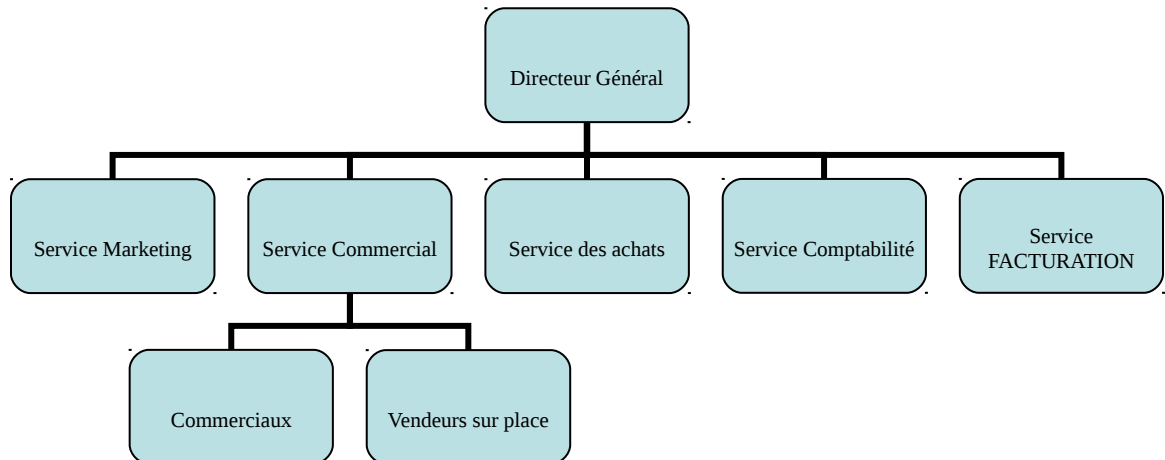 Directeur Général
Service Marketing
Service Commercial
Service des achats
Service Comptabilité
Service
FACTURATION
Commerciaux
Vendeurs sur place